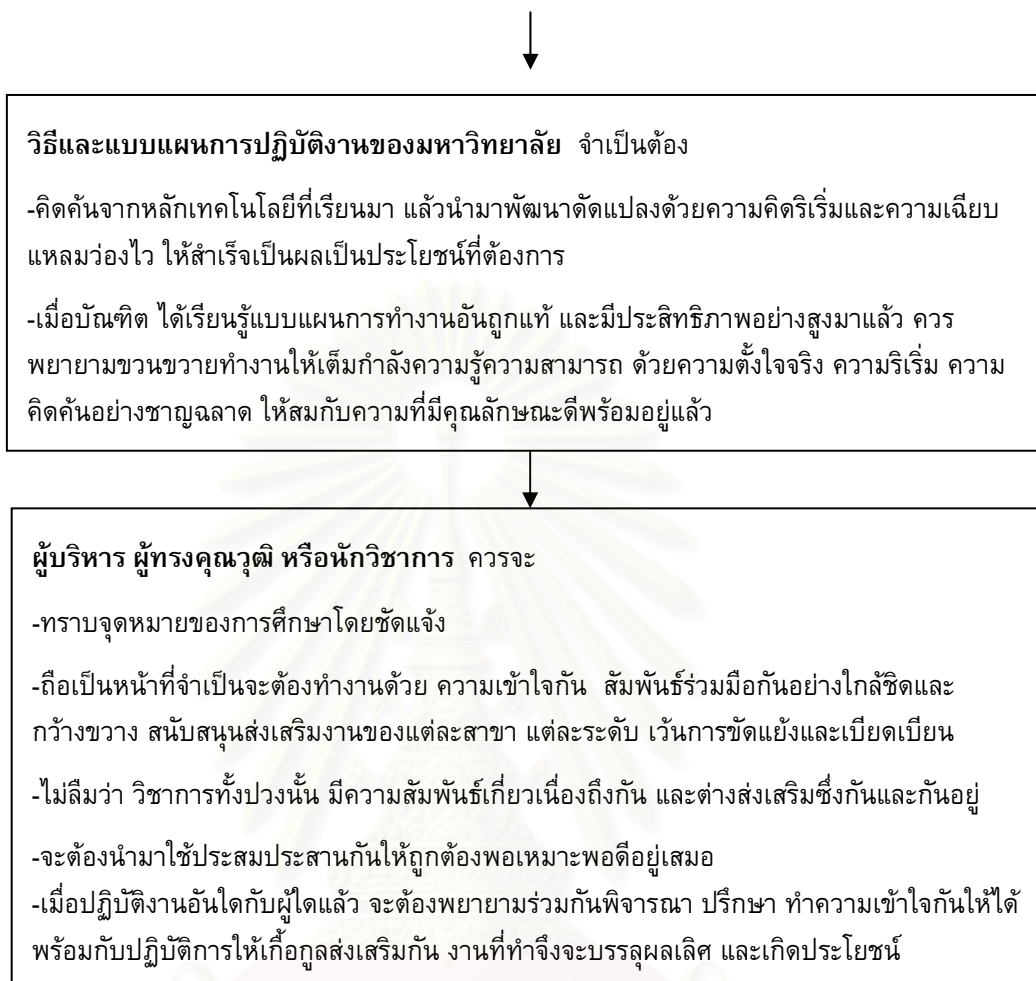 วิธีและแบบแผนการปฏิบัติงานของมหาวิทยาลัย จำเป็นต้อง
-คิดค้นจากหลักเทคโนโลยีที่เรียนมา แล้วนำมาพัฒนาดัดแปลงด้วยความคิดริเริ่มและความเฉียบ
แหลมว่องไว ให้สำเร็จเป็นผลเป็นประโยชน์ที่ต้องการ
-เมื่อบัณฑิต ได้เรียนรู้แบบแผนการทำงานอันถูกแท้ และมีประสิทธิภาพอย่างสูงมาแล้ว ควร
พยายามขวนขวายทำงานให้เต็มกำลังความรู้ความสามารถ ด้วยความตั้งใจจริง ความริเริ่ม ความ
คิดค้นอย่างชาญฉลาด ให้สมกับความที่มีคุณลักษณะดีพร้อมอยู่แล้ว
ผู้บริหาร ผู้ทรงคุณวุฒิ หรือนักวิชาการ ควรจะ
-ทราบจุดหมายของการศึกษาโดยชัดแจ้ง
-ถือเป็นหน้าที่จำเป็นจะต้องทำงานด้วย ความเข้าใจกัน สัมพันธ์ร่วมมือกันอย่างใกล้ชิดและ
กว้างขวาง สนับสนุนส่งเสริมงานของแต่ละสาขา แต่ละระดับ เว้นการขัดแย้งและเบียดเบียน
-ไม่ลืมว่า วิชาการทั้งปวงนั้น มีความสัมพันธ์เกี่ยวเนื่องถึงกัน และต่างส่งเสริมซึ่งกันและกันอยู่
-จะต้องนำมาใช้ประสมประสานกันให้ถูกต้องพอเหมาะพอดีอยู่เสมอ
-เมื่อปฏิบัติงานอันใดกับผู้ใดแล้ว จะต้องพยายามร่วมกันพิจารณา ปรึกษา ทำความเข้าใจกันให้ได้
พร้อมกับปฏิบัติการให้เกื้อกูลส่งเสริมกัน งานที่ทำจึงจะบรรลุผลเลิศ และเกิดประโยชน์